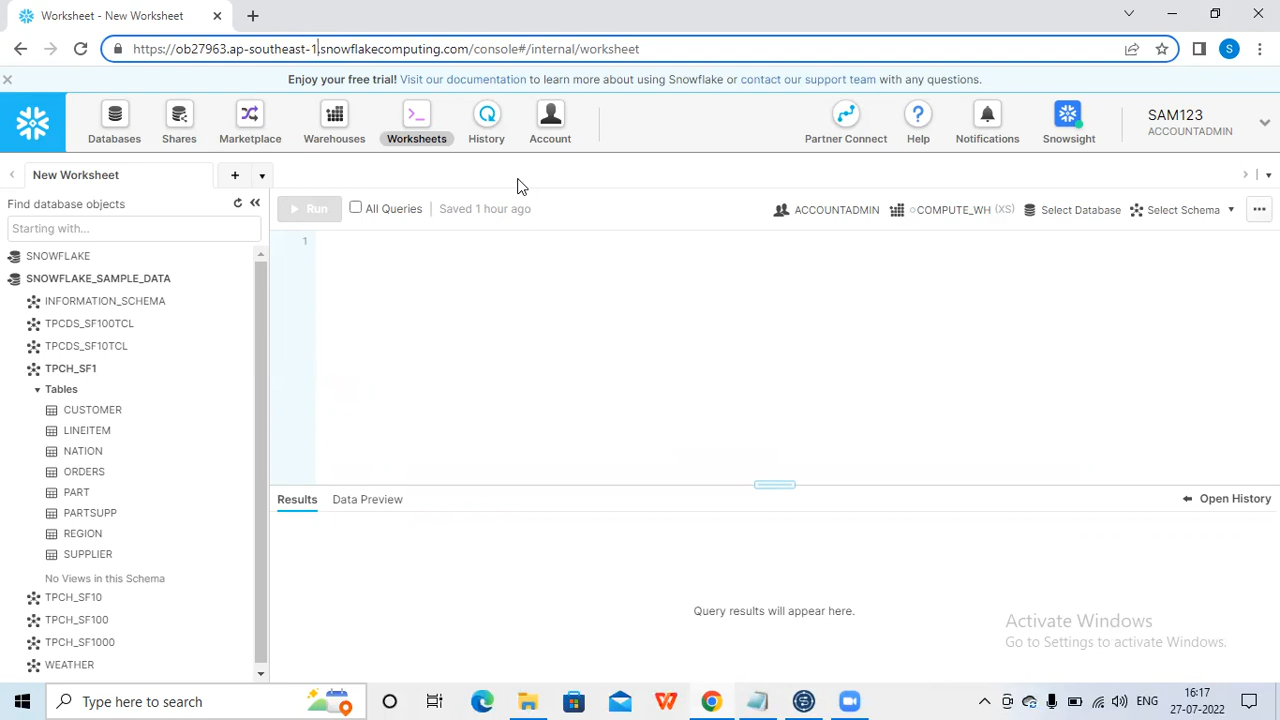 Worksheet - New Worksheet
https://ob27963.ap-southeast-1.snowflakecomputing.com/console#/internal/worksheet
S
Enjoy your free trial! Visit our documentation to learn more about using Snowflake or contact our support team with any questions.
Databases
Shares
Marketplace
Warehouses
Worksheets
History
Account
Partner Connect
Help
Notifications
Snowsight
SAM123
ACCOUNTADMIN
New Worksheet
Find database objects
Starting with...
Run
All Queries
Saved 1 hour ago
ACCOUNTADMIN
COMPUTE_WH (XS)
Select Database
Select Schema
1
SNOWFLAKE
SNOWFLAKE_SAMPLE_DATA
INFORMATION_SCHEMA
TPCDS_SF100TCL
TPCDS_SF10TCL
TPCH_SF1
Tables
CUSTOMER
LINEITEM
NATION
ORDERS
PART
PARTSUPP
REGION
SUPPLIER
No Views in this Schema
TPCH_SF10
TPCH_SF100
TPCH_SF1000
WEATHER
Results
Data Preview
Open History
Query results will appear here.
Activate Windows
Go to Settings to activate Windows.
Type here to search
ENG
16:17
27-07-2022